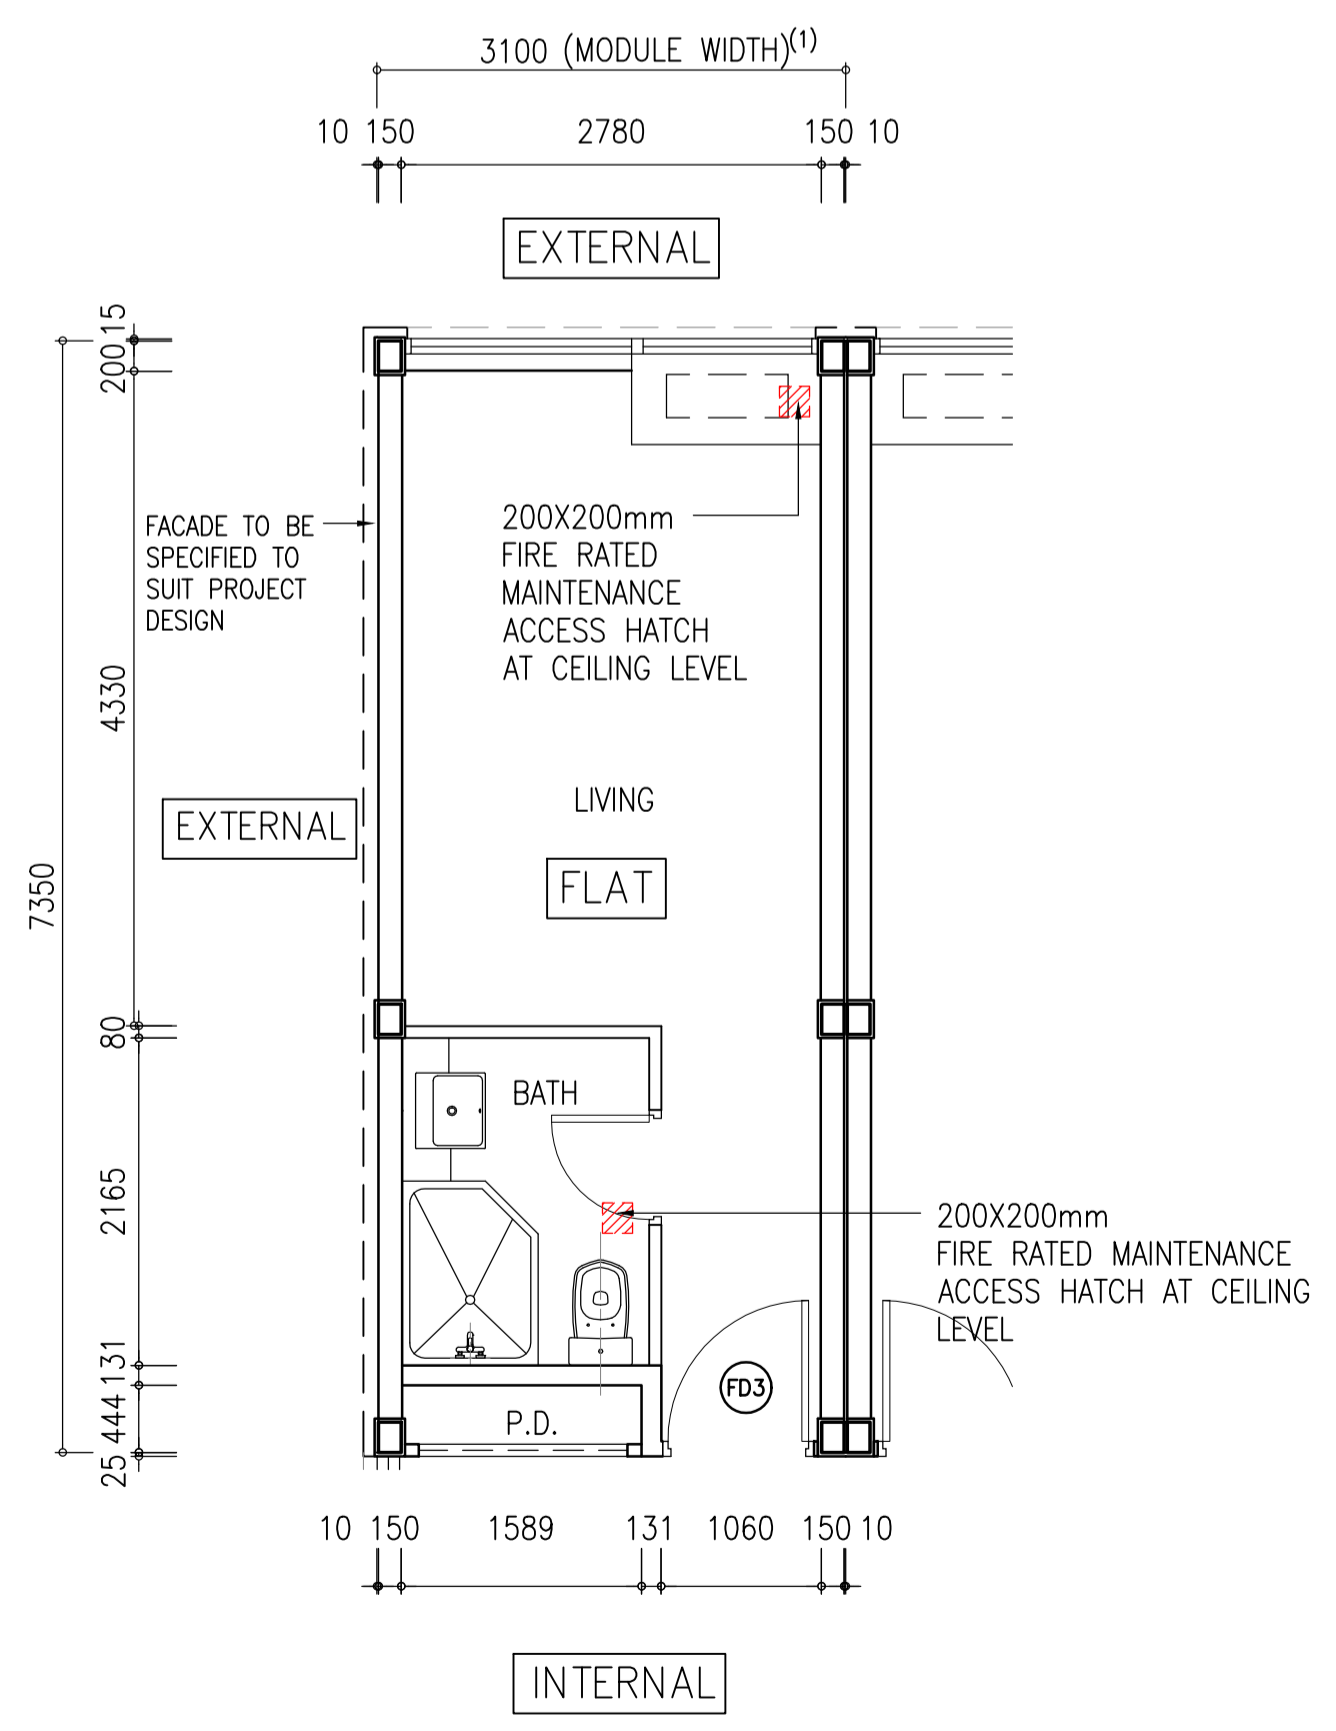 3100 (MODULE WIDTH)(1)
10 150 2780 150 10
EXTERNAL
15
200
FACADE TO BE
SPECIFIED TO
SUIT PROJECT
DESIGN
200X200mm
FIRE RATED
MAINTENANCE
ACCESS HATCH
AT CEILING LEVEL
4330
LIVING
EXTERNAL
FLAT
7350
80
BATH
2165
200X200mm
FIRE RATED MAINTENANCE
ACCESS HATCH AT CEILING
LEVEL
131
FD3
444
P.D.
25
10 150 1589 131 1060 150 10
INTERNAL